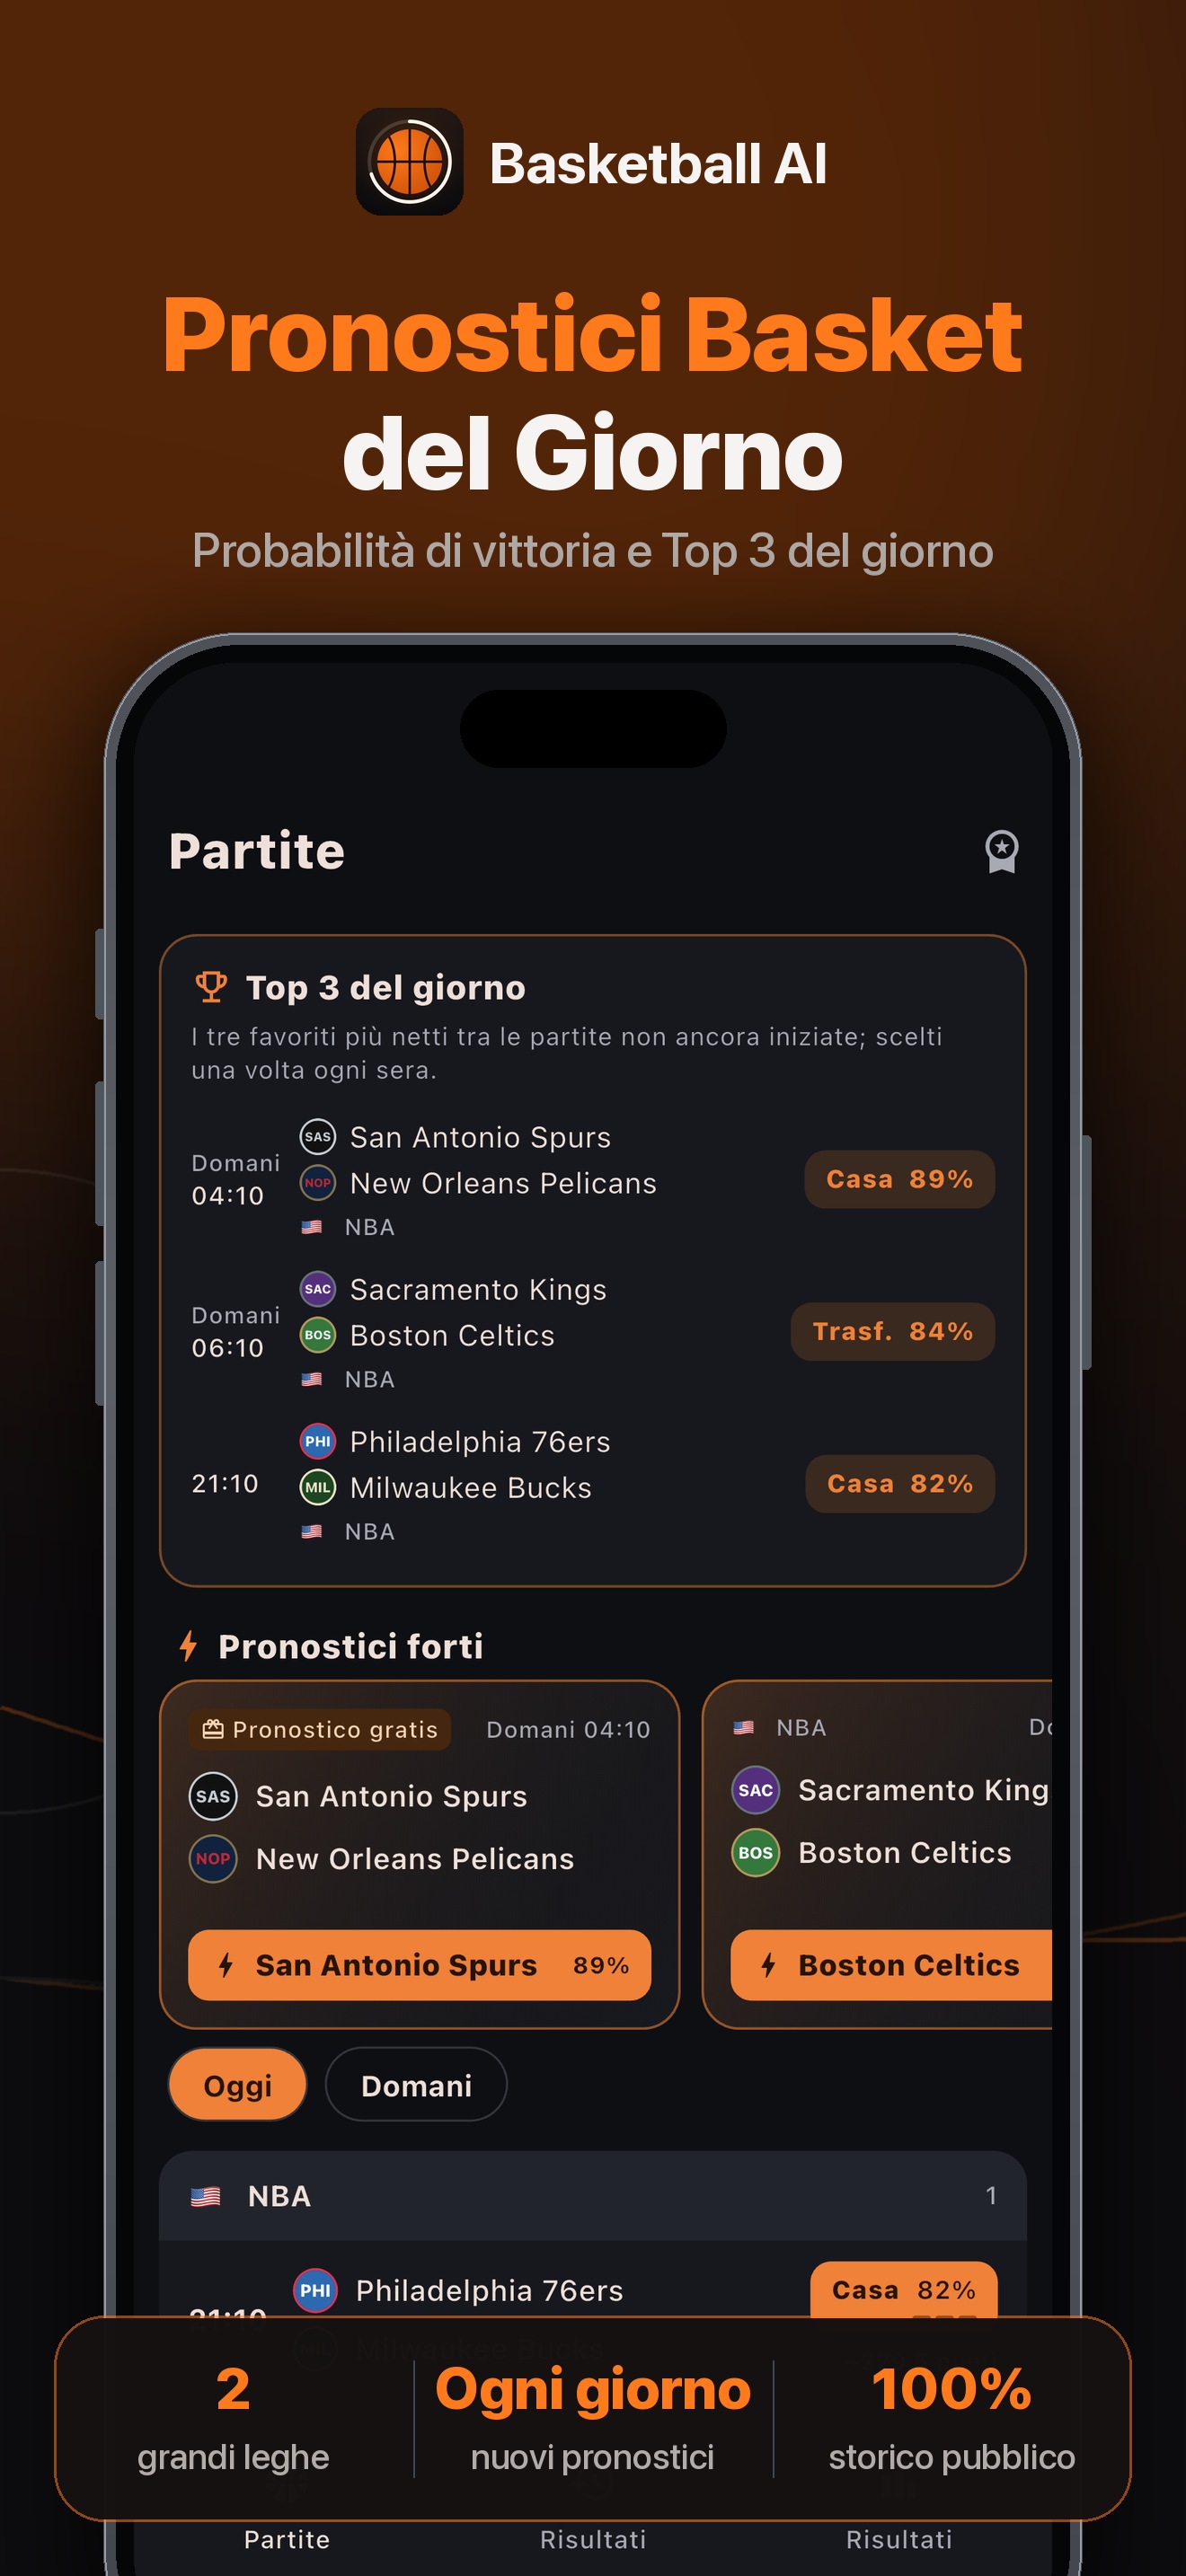 Basketball AI
Pronostici Basket
del Giorno
Probabilità di vittoria e Top 3 del giorno
Partite
Top 3 del giorno
I tre favoriti più netti tra le partite non ancora iniziate; scelti
una volta ogni sera.
Domani
04:10
SAS San Antonio Spurs
NOP New Orleans Pelicans
NBA
Casa 89%
Domani
06:10
SAC Sacramento Kings
BOS Boston Celtics
NBA
Trasf. 84%
21:10
PHI Philadelphia 76ers
MIL Milwaukee Bucks
NBA
Casa 82%
Pronostici forti
Pronostico gratis Domani 04:10
SAS San Antonio Spurs
NOP New Orleans Pelicans
San Antonio Spurs 89%
NBA Do
SAC Sacramento King
BOS Boston Celtics
Boston Celtics
Oggi Domani
NBA 1
PHI Philadelphia 76ers
Casa 82%
21:10
MIL Milwaukee Bucks
2
grandi leghe
Ogni giorno
nuovi pronostici
100%
storico pubblico
Partite Risultati Risultati